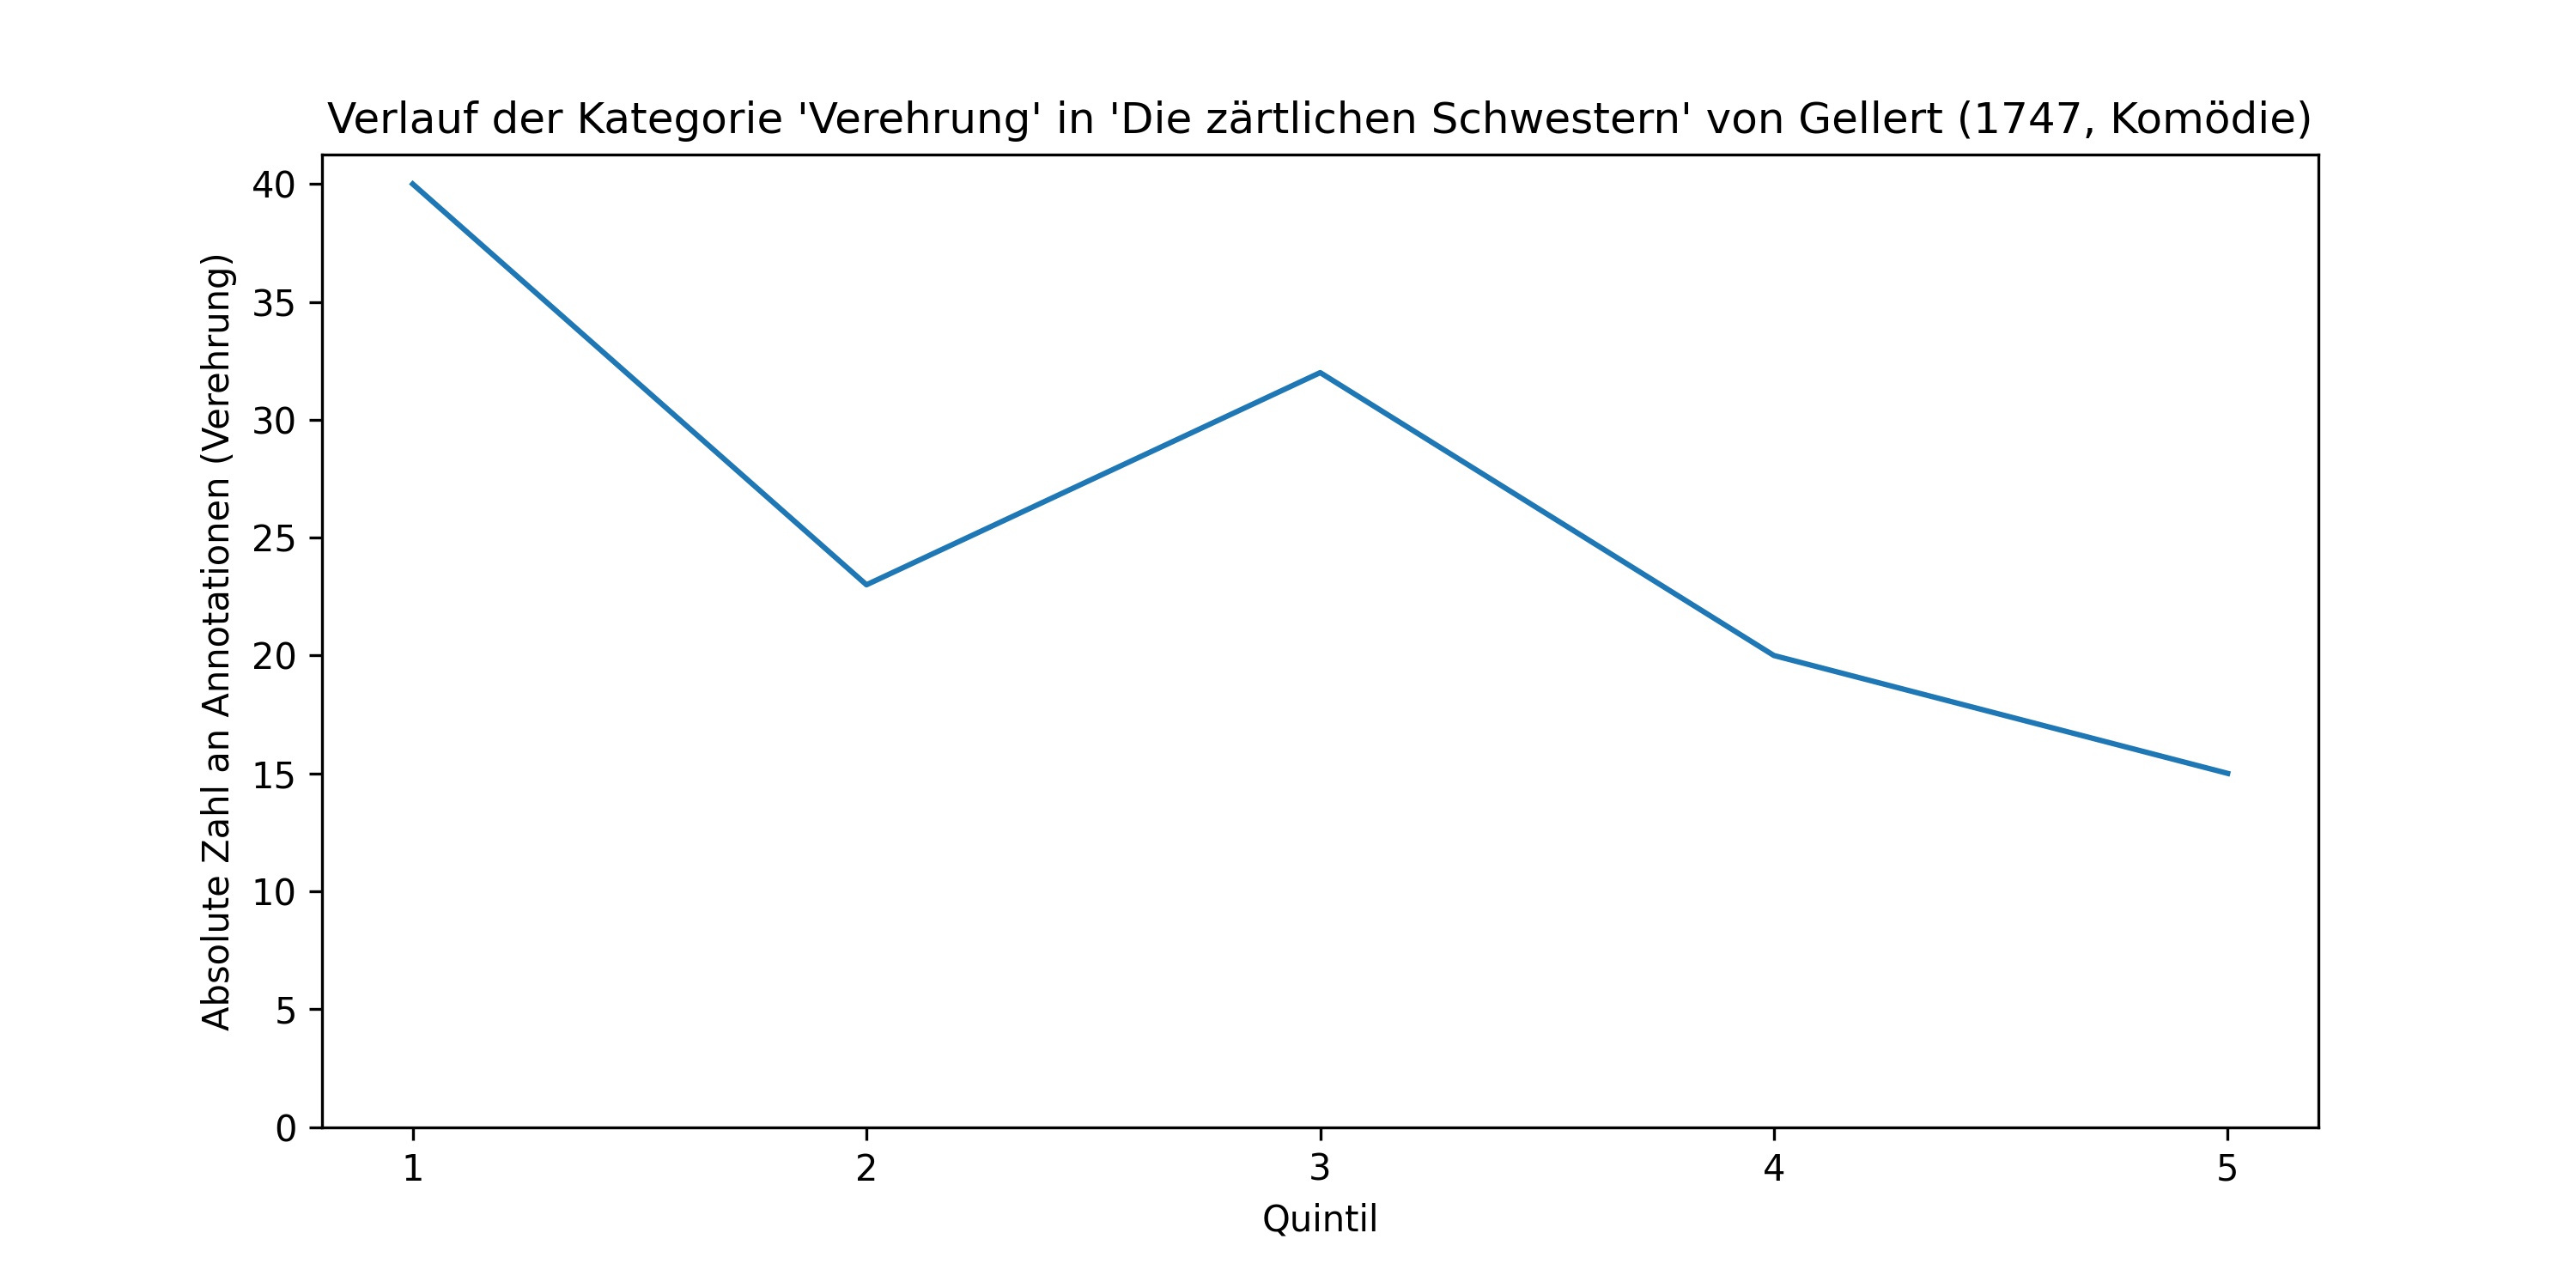 Verlauf der Kategorie 'Verehrung' in 'Die zärtlichen Schwestern' von Gellert (1747, Komödie)
Absolute Zahl an Annotationen (Verehrung)
40
35
30
25
20
15
10
5
0
1 2 3 4 5
Quintil